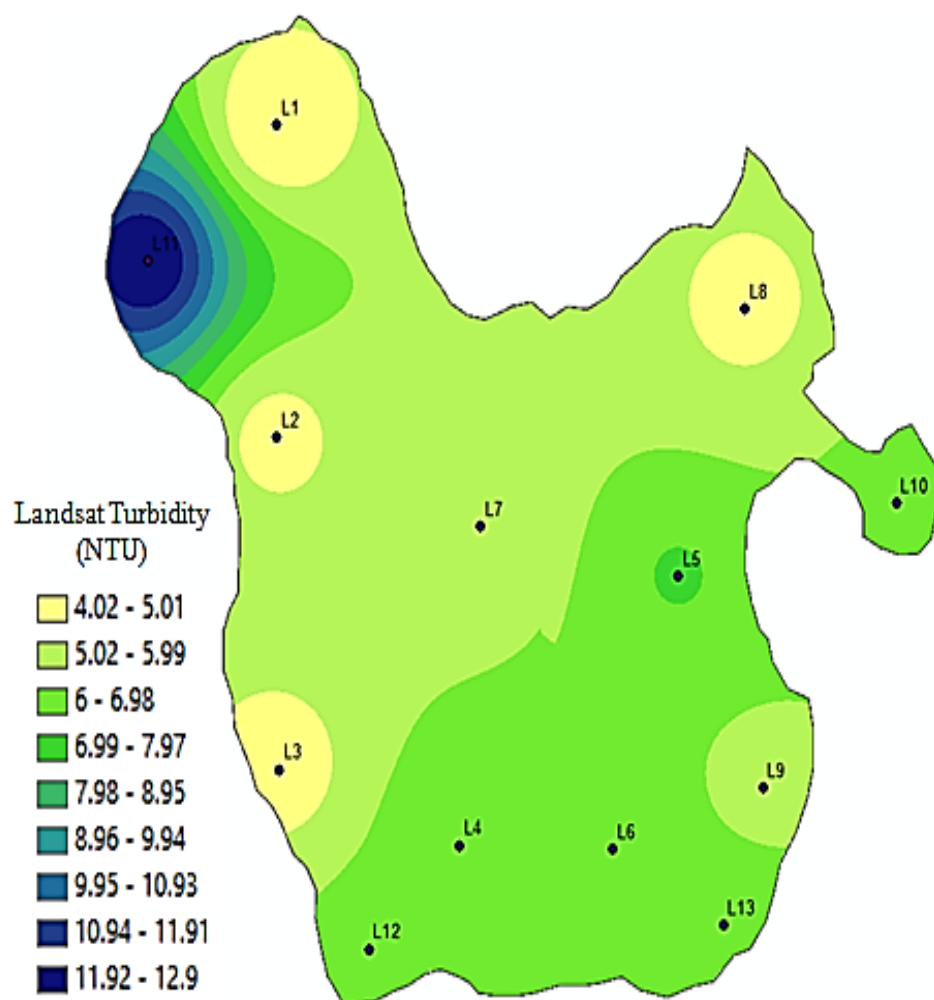 L1
L11
L8
L2
L10
L7
L5
L3
L9
L4
L6
L13
L12
Landsat Turbidity
(NTU)
4.02 - 5.01
5.02 - 5.99
6 - 6.98
6.99 - 7.97
7.98 - 8.95
8.96 - 9.94
9.95 - 10.93
10.94 - 11.91
11.92 - 12.9